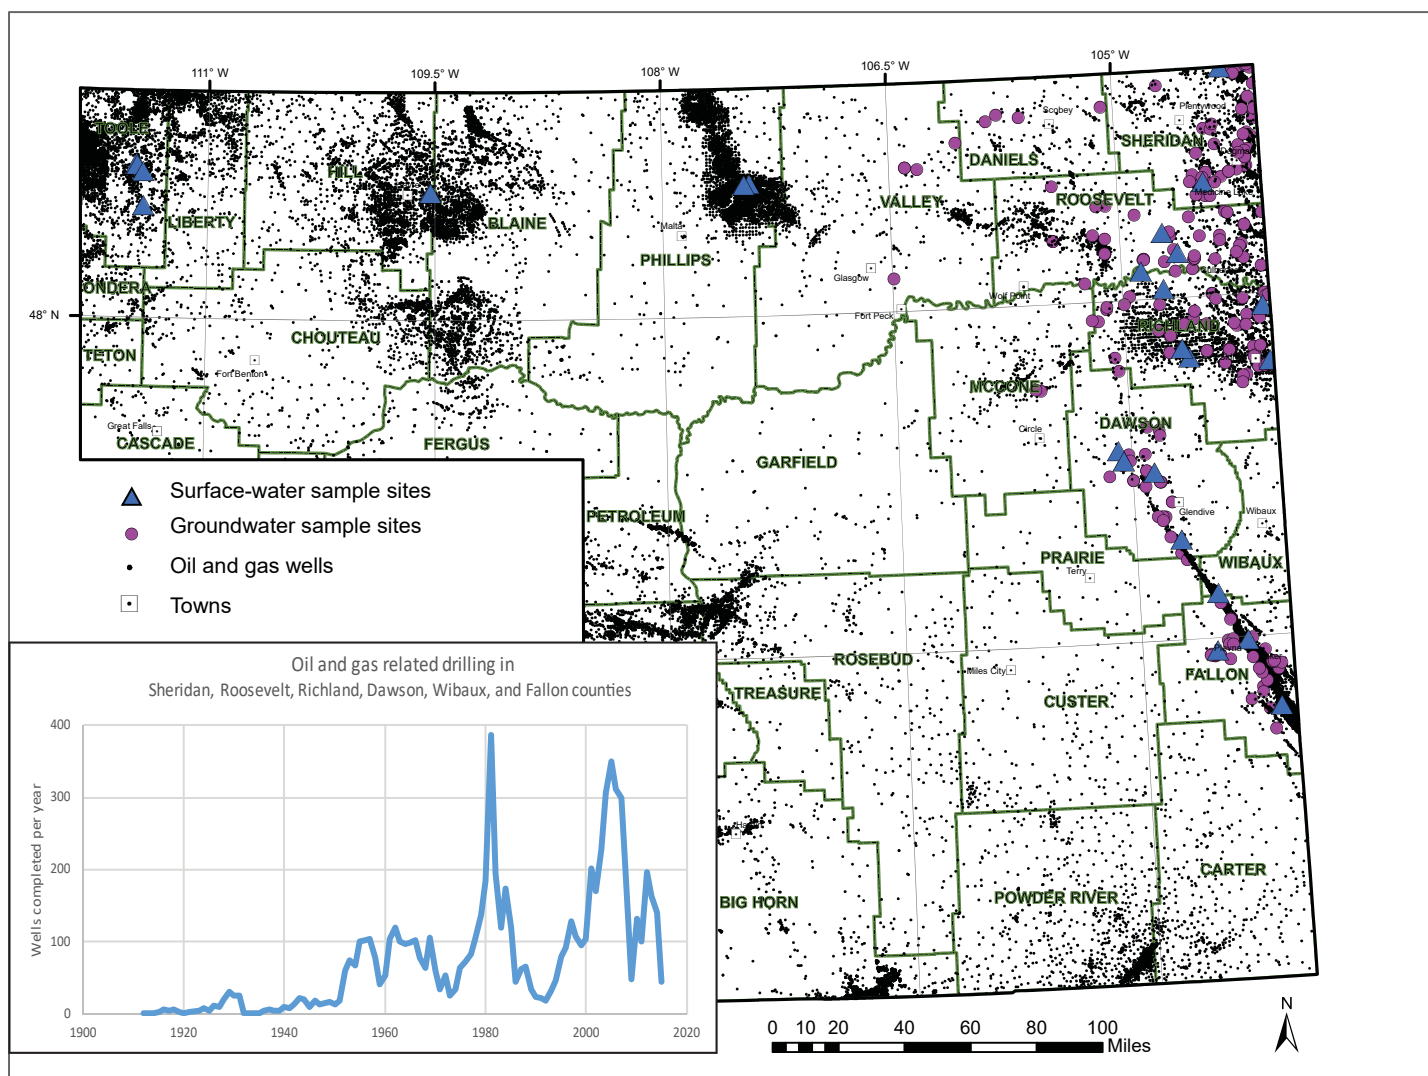 111° W
109.5° W
108° W
106.5° W
105° W
48° N
TOOLE
HILL
LIBERTY
BLAINE
PHILLIPS
VALLEY
DANIELS
SHERIDAN
ROOSEVELT
Scobey
Plentywood
Malta
Glasgow
Fort Peck
Wolf Point
ONDERA
TETON
CHOUTEAU
Fort Benton
Great Falls
CASCADE
FERGUS
RICHLAND
MCCONE
Circle
DAWSON
GARFIELD
PETROLEUM
Glendive
Wibaux
WIBAUX
PRAIRIE
Terry
ROSEBUD
Miles City
TREASURE
CUSTER
FALLON
BIG HORN
POWDER RIVER
CARTER
Surface-water sample sites
Groundwater sample sites
Oil and gas wells
Towns
Oil and gas related drilling in
Sheridan, Roosevelt, Richland, Dawson, Wibaux, and Fallon counties
Wells completed per year
400
300
200
100
0
1900 1920 1940 1960 1980 2000 2020
N
0 10 20 40 60 80 100
Miles